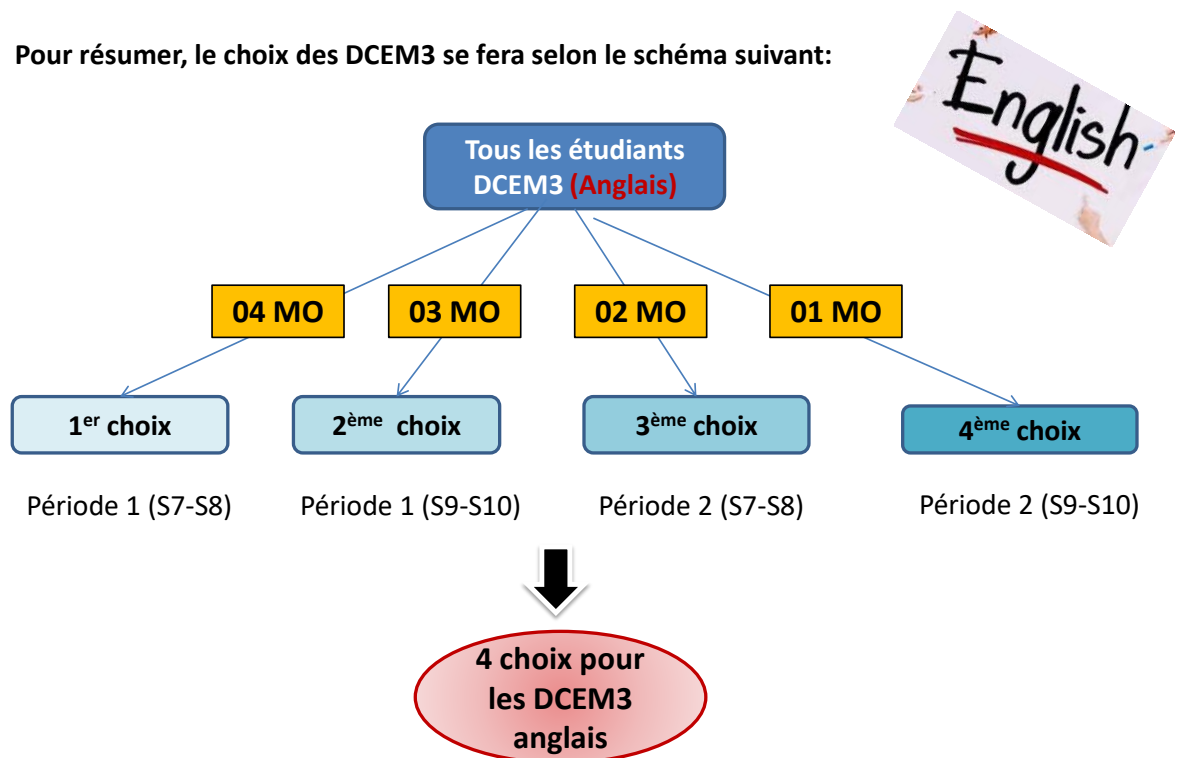 Pour résumer, le choix des DCEM3 se fera selon le schéma suivant:
English
Tous les étudiants
DCEM3 (Anglais)
04 MO
03 MO
02 MO
01 MO
1er choix
2ème choix
3ème choix
4ème choix
Période 1 (S7-S8)
Période 1 (S9-S10)
Période 2 (S7-S8)
Période 2 (S9-S10)
4 choix pour
les DCEM3
anglais